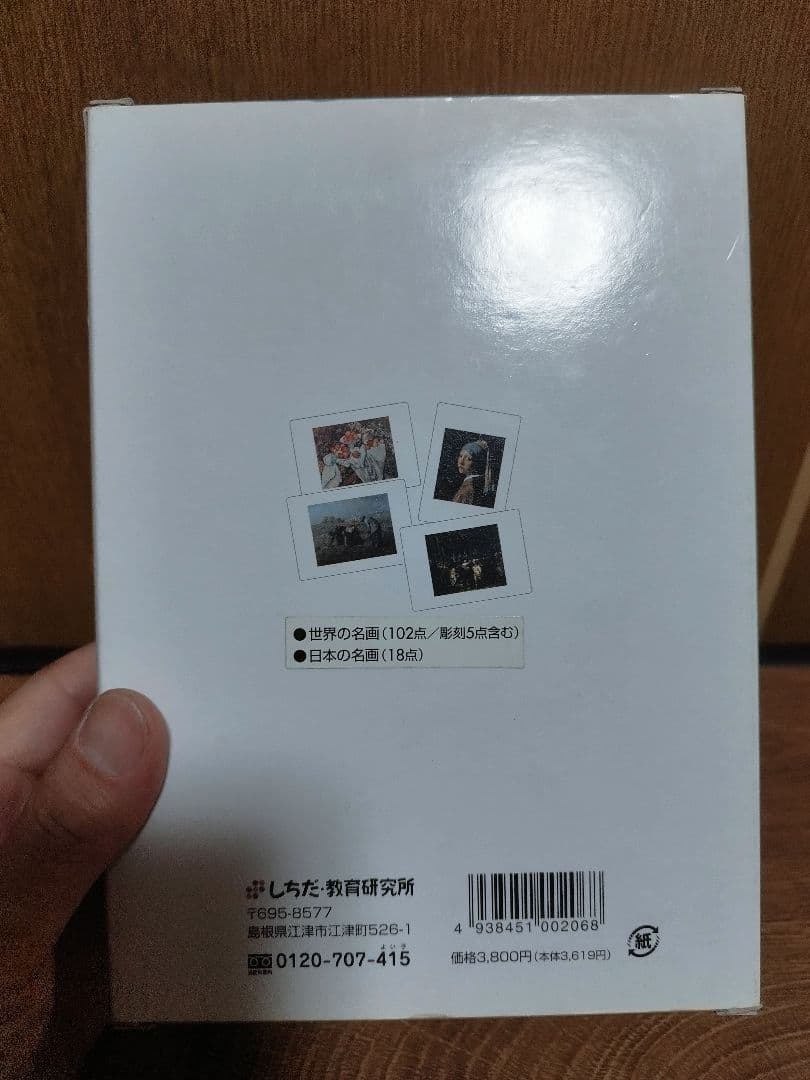 ●世界の名画(102点/彫刻5点含む)
●日本の名画(18点)
しちだ・教育研究所
〒695-8577
島根県江津市江津町526-1
よいこ
0120-707-415
4 938451 002068
価格3,800円(本体3,619円)
紙